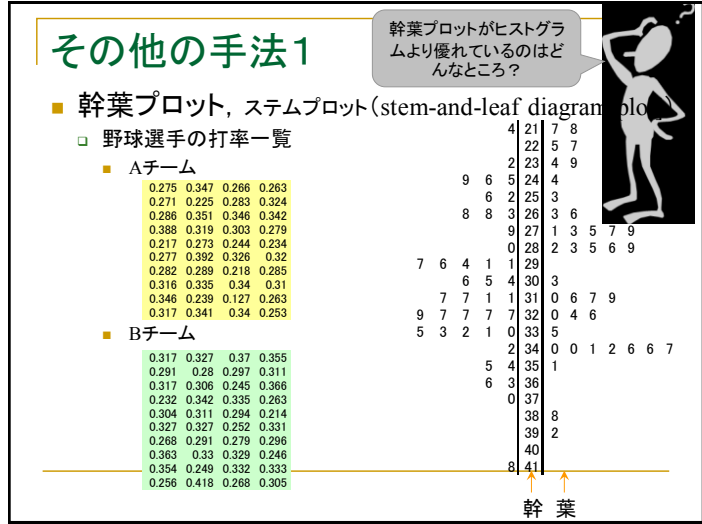 その他の手法1
幹葉プロットがヒストグラ
ムより優れているのはど
んなところ？
■ 幹葉プロット，ステムプロット（stem-and-leaf diagram, plot）
□ 野球選手の打率一覧
■ Aチーム
0.275 0.347 0.266 0.263
0.271 0.225 0.283 0.324
0.286 0.351 0.346 0.342
0.388 0.319 0.303 0.279
0.217 0.273 0.244 0.234
0.277 0.392 0.326 0.32
0.282 0.289 0.218 0.285
0.316 0.335 0.34 0.31
0.346 0.239 0.127 0.263
0.317 0.341 0.34 0.253
■ Bチーム
0.317 0.327 0.37 0.355
0.291 0.28 0.297 0.311
0.317 0.306 0.245 0.366
0.232 0.342 0.335 0.263
0.304 0.311 0.294 0.214
0.327 0.327 0.252 0.331
0.268 0.291 0.279 0.296
0.363 0.33 0.329 0.246
0.354 0.249 0.332 0.333
0.256 0.418 0.268 0.305
4 21 7 8
22 5 7
2 23 4 9
9 6 5 24 4
6 2 25 3
8 8 3 26 3 6
9 27 1 3 5 7 9
0 28 2 3 5 6 9
7 6 4 1 1 29
6 5 4 30 3
7 7 1 1 31 0 6 7 9
9 7 7 7 7 32 0 4 6
5 3 2 1 0 33 5
2 34 0 0 1 2 6 6 7
5 4 35 1
6 3 36
0 37
38 8
39 2
40
8 41
幹 葉